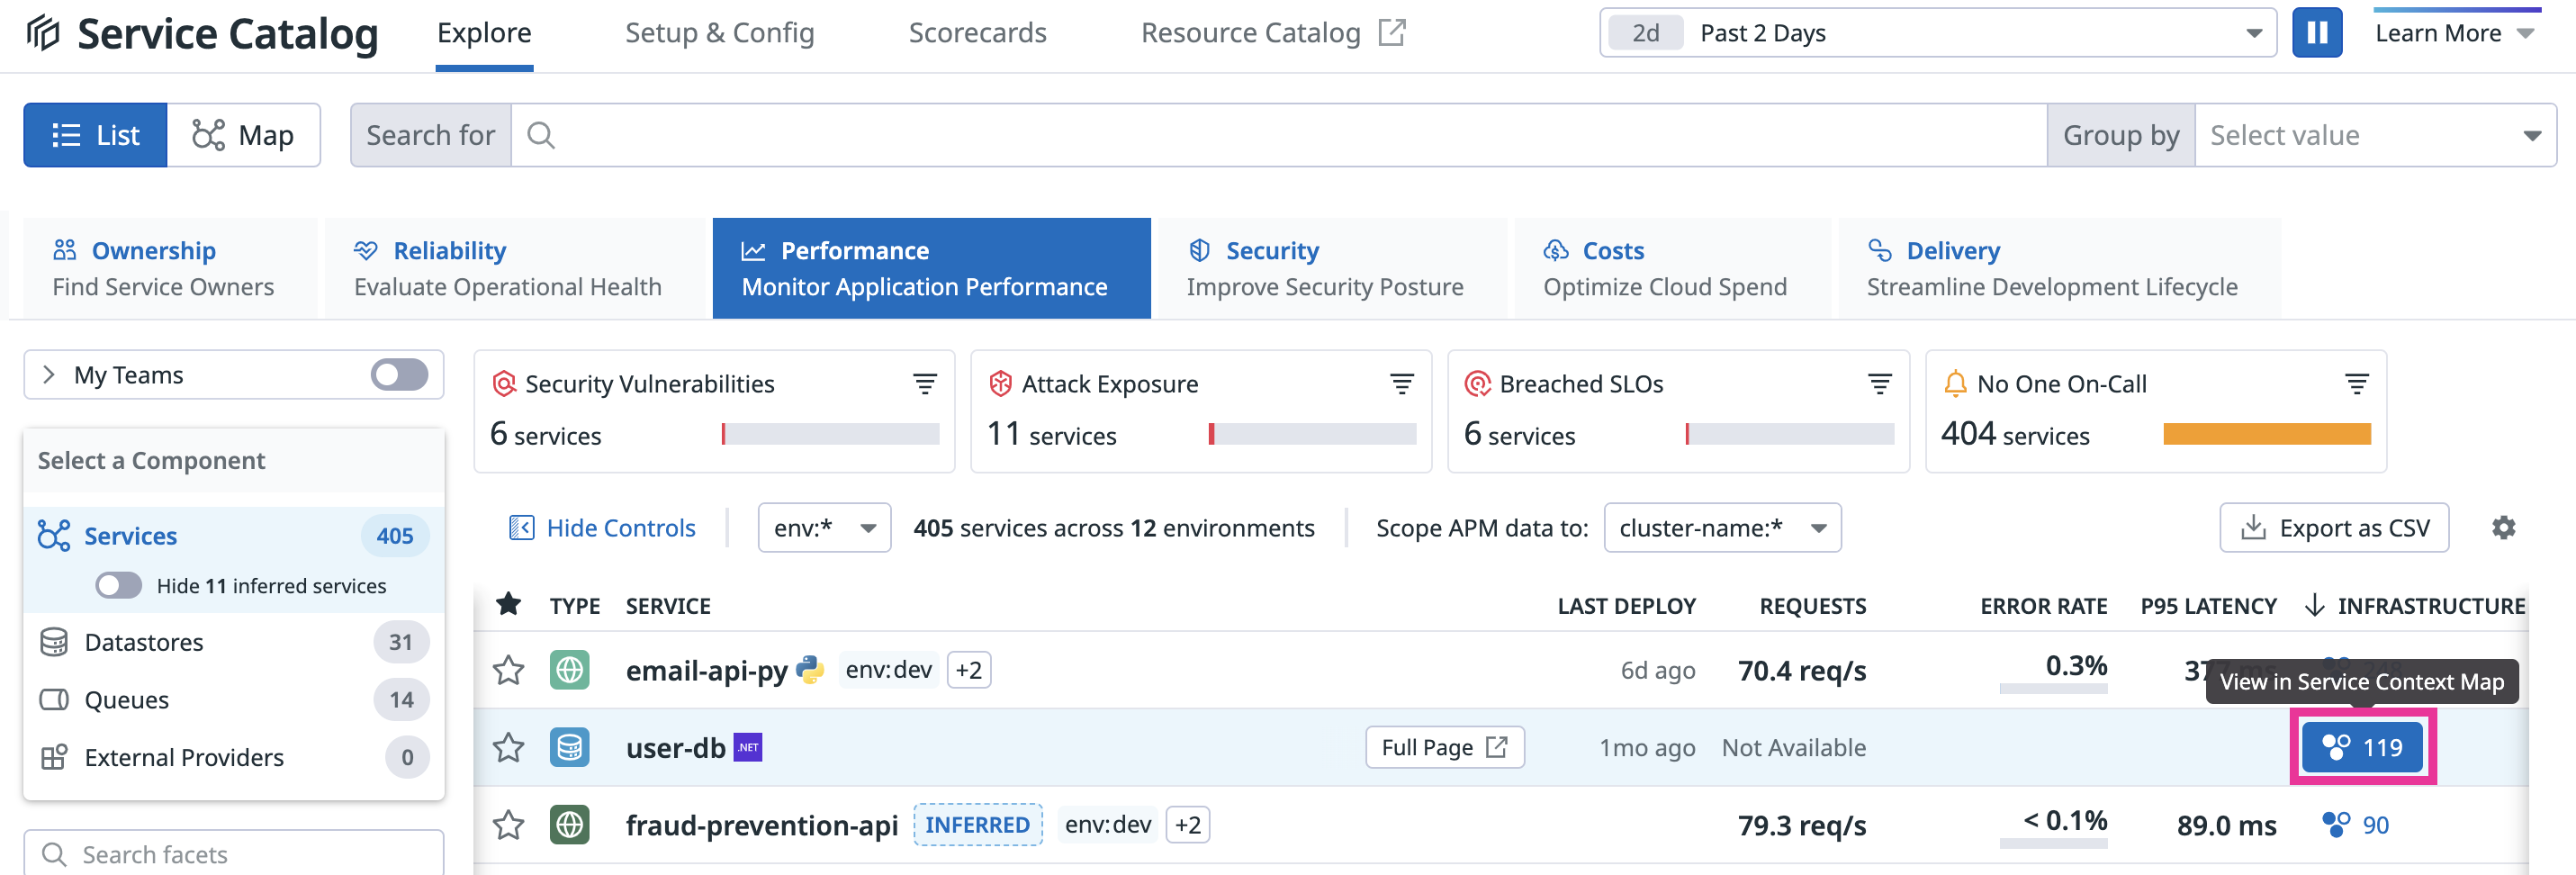 Service Catalog Explore Setup & Config Scorecards Resource Catalog 2d Past 2 Days Learn More
List Map Search for Group by Select value
Ownership Reliability Performance Security Costs Delivery
Find Service Owners Evaluate Operational Health Monitor Application Performance Improve Security Posture Optimize Cloud Spend Streamline Development Lifecycle
My Teams
Security Vulnerabilities Attack Exposure Breached SLOs No One On-Call
6 services 11 services 6 services 404 services
Select a Component
Services 405
Hide 11 inferred services
Datastores 31
Queues 14
External Providers 0
Search facets
Hide Controls env:* 405 services across 12 environments Scope APM data to: cluster-name:* Export as CSV
TYPE SERVICE LAST DEPLOY REQUESTS ERROR RATE P95 LATENCY INFRASTRUCTURE
email-api-py env:dev +2 6d ago 70.4 req/s 0.3%
View in Service Context Map
user-db .NET Full Page 1mo ago Not Available 119
fraud-prevention-api INFERRED env:dev +2 79.3 req/s < 0.1% 89.0 ms 90